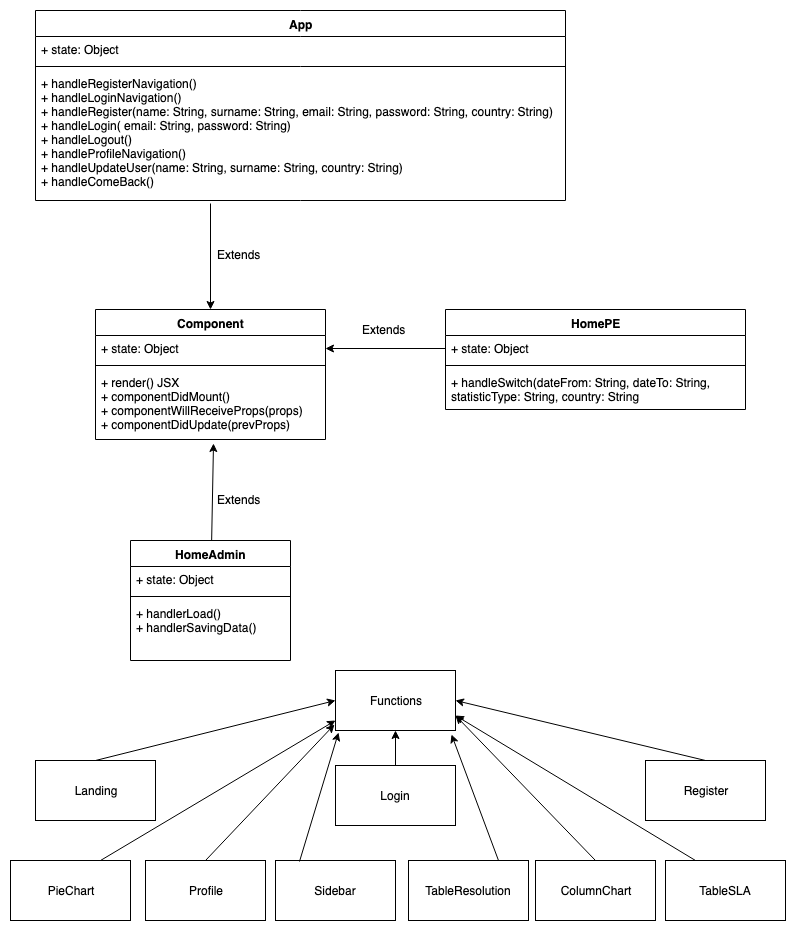 App
+ state: Object
+ handleRegisterNavigation()
+ handleLoginNavigation()
+ handleRegister(name: String, surname: String, email: String, password: String, country: String)
+ handleLogin( email: String, password: String)
+ handleLogout()
+ handleProfileNavigation()
+ handleUpdateUser(name: String, surname: String, country: String)
+ handleComeBack()
Extends
Component
+ state: Object
+ render() JSX
+ componentDidMount()
+ componentWillReceiveProps(props)
+ componentDidUpdate(prevProps)
Extends
HomePE
+ state: Object
+ handleSwitch(dateFrom: String, dateTo: String,
statisticType: String, country: String
Extends
HomeAdmin
+ state: Object
+ handlerLoad()
+ handlerSavingData()
Functions
Landing
Login
Register
PieChart
Profile
Sidebar
TableResolution
ColumnChart
TableSLA